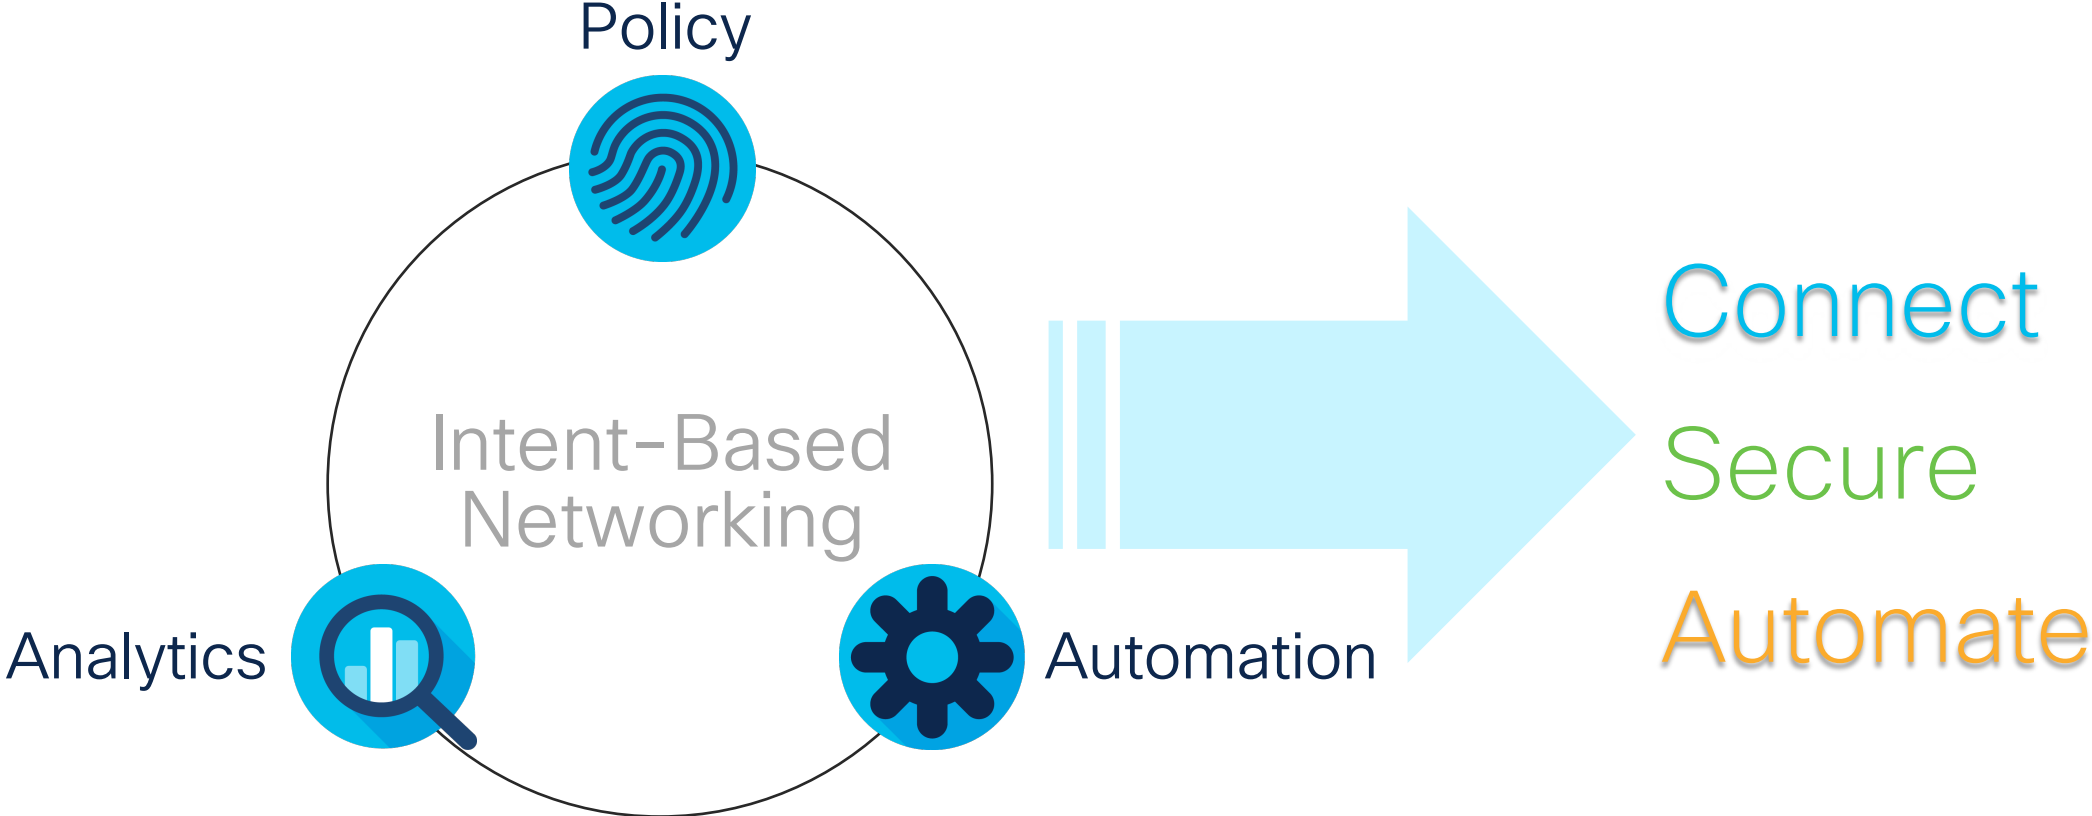 Policy
Intent-Based
Networking
Analytics
Automation
Connect
Secure
Automate